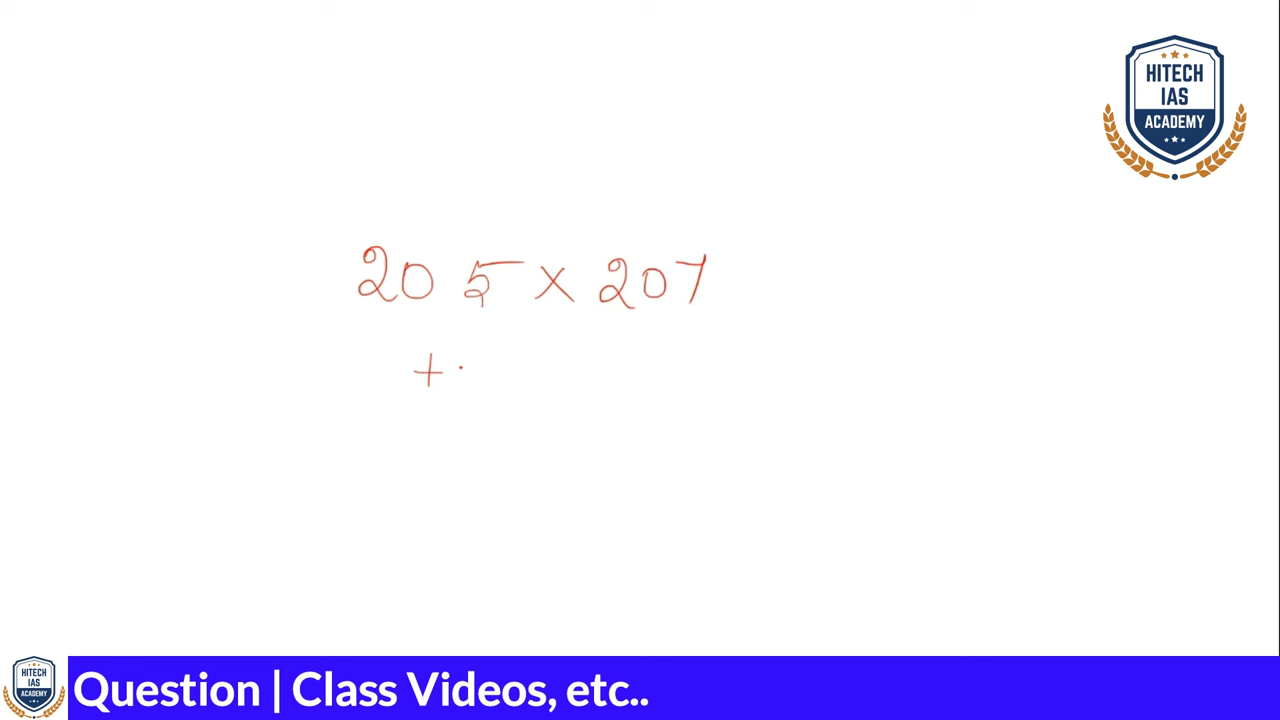 HITECH
IAS
ACADEMY
205 × 207
+ .
HITECH
IAS
ACADEMY
Question | Class Videos, etc..